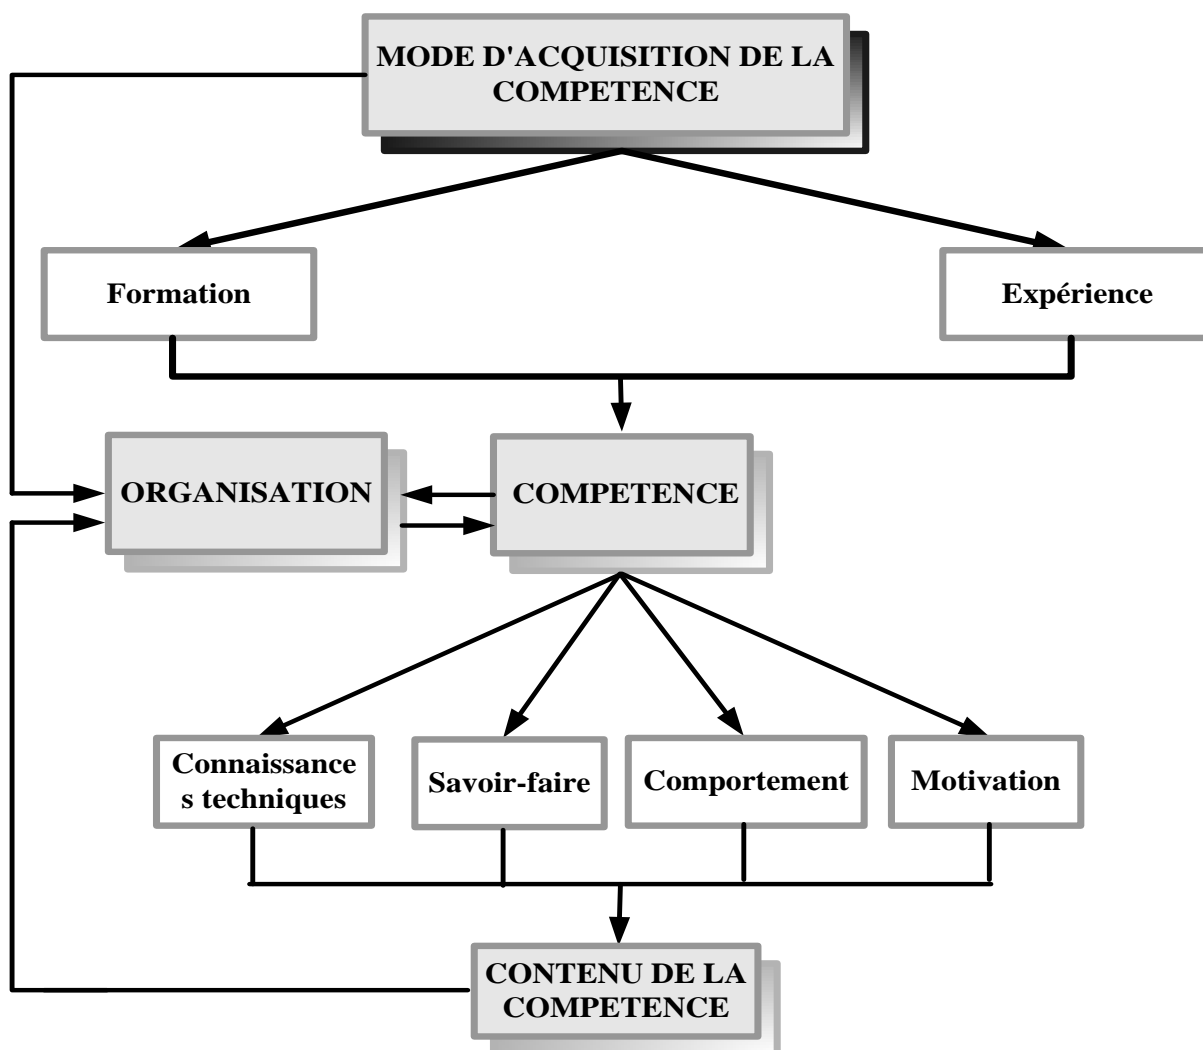 MODE D'ACQUISITION DE LA
COMPETENCE
Formation
Expérience
ORGANISATION
COMPETENCE
Connaissance
s techniques
Savoir-faire
Comportement
Motivation
CONTENU DE LA
COMPETENCE